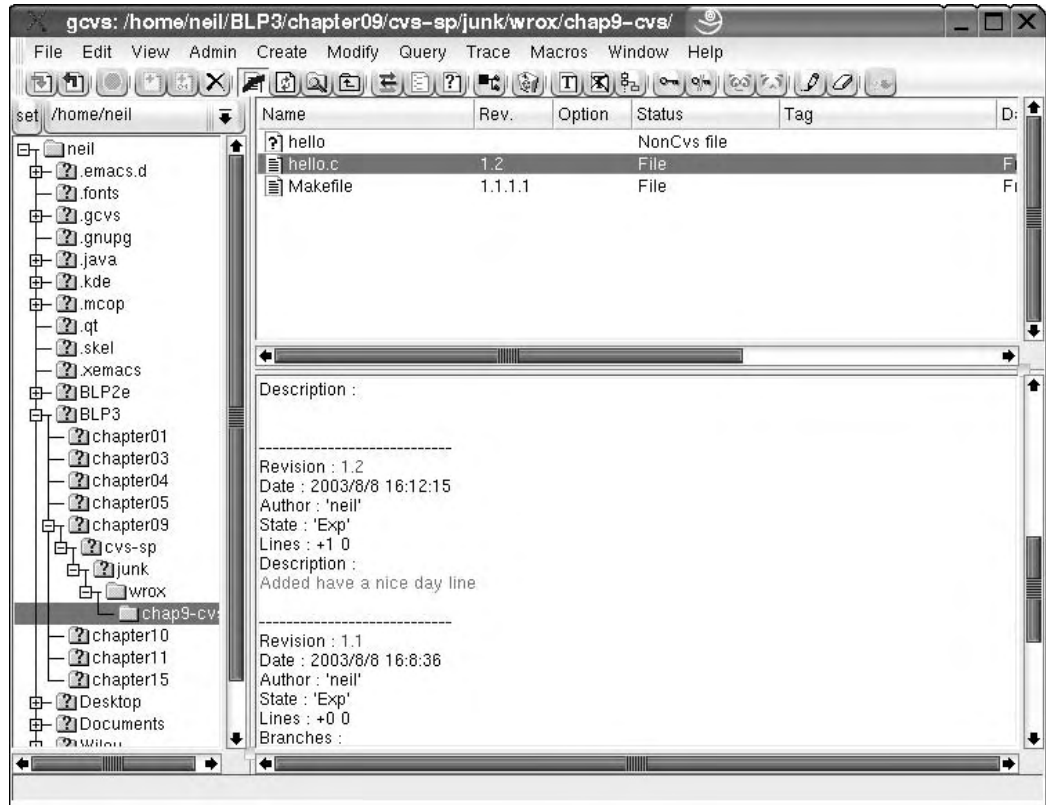 gcvs: /home/neil/BLP3/chapter09/cvs-sp/junk/wrox/chap9-cvs/
File Edit View Admin Create Modify Query Trace Macros Window Help
set /home/neil
neil
.emacs.d
.fonts
.gcvs
.gnupg
.java
.kde
.mcop
.qt
.skel
.xemacs
BLP2e
BLP3
chapter01
chapter03
chapter04
chapter05
chapter09
cvs-sp
junk
wrox
chap9-cv
chapter10
chapter11
chapter15
Desktop
Documents
Name Rev. Option Status Tag
hello NonCvs file
hello.c 1.2 File
Makefile 1.1.1.1 File
Description :
----------------------------
Revision : 1.2
Date : 2003/8/8 16:12:15
Author : 'neil'
State : 'Exp'
Lines : +1 0
Description :
Added have a nice day line
----------------------------
Revision : 1.1
Date : 2003/8/8 16:8:36
Author : 'neil'
State : 'Exp'
Lines : +0 0
Branches :